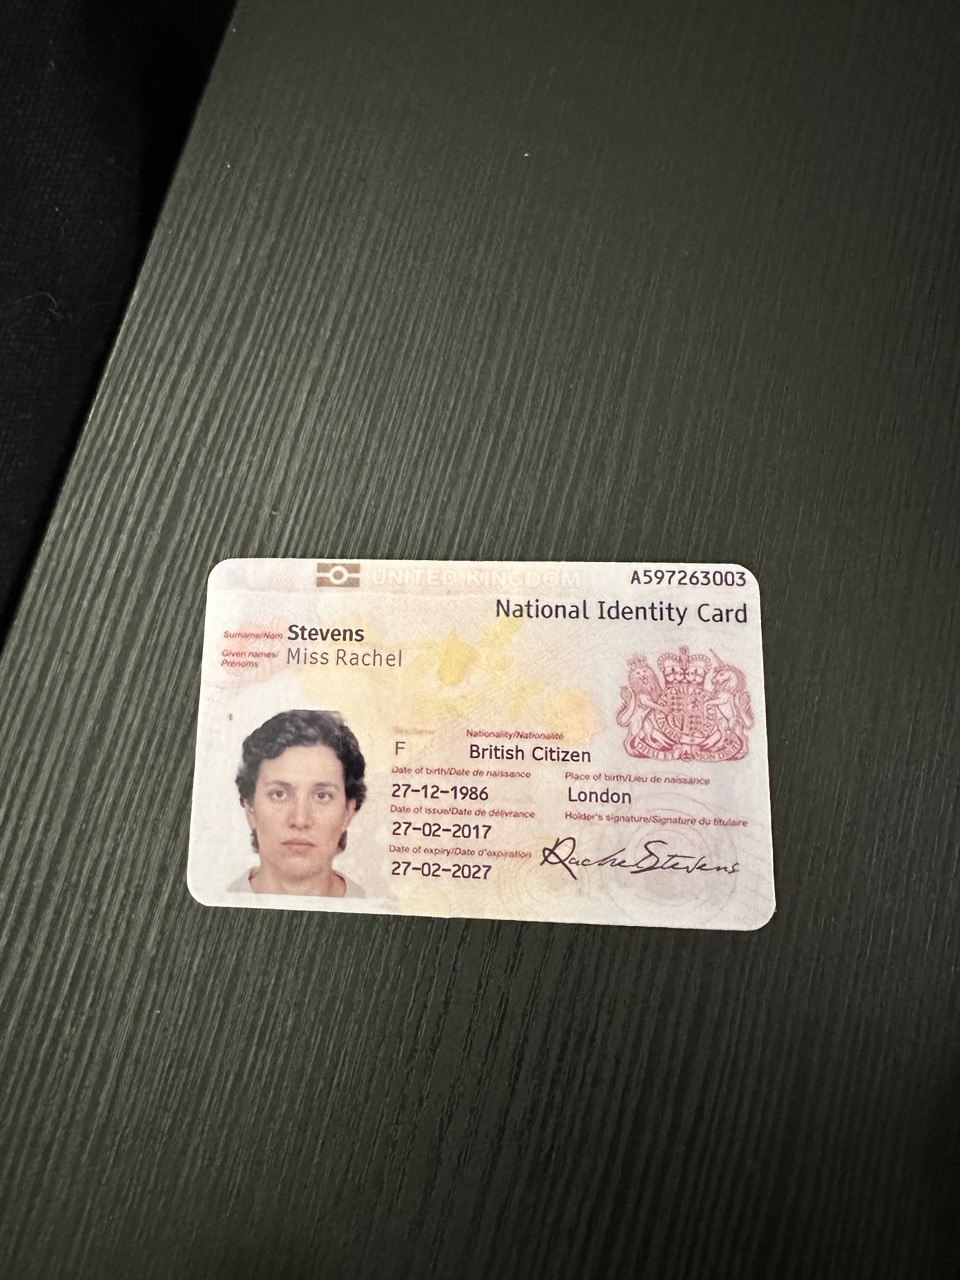 UNITED KINGDOM
A597263003
National Identity Card
Surname/Nom Stevens
Given names/ Prénoms Miss Rachel
F
Nationality/Nationalité
British Citizen
Date of birth/Date de naissance
27-12-1986
Place of birth/Lieu de naissance
London
Date of issue/Date de délivrance
27-02-2017
Holder's signature/Signature du titulaire
Rachel Stevens
Date of expiry/Date d'expiration
27-02-2027